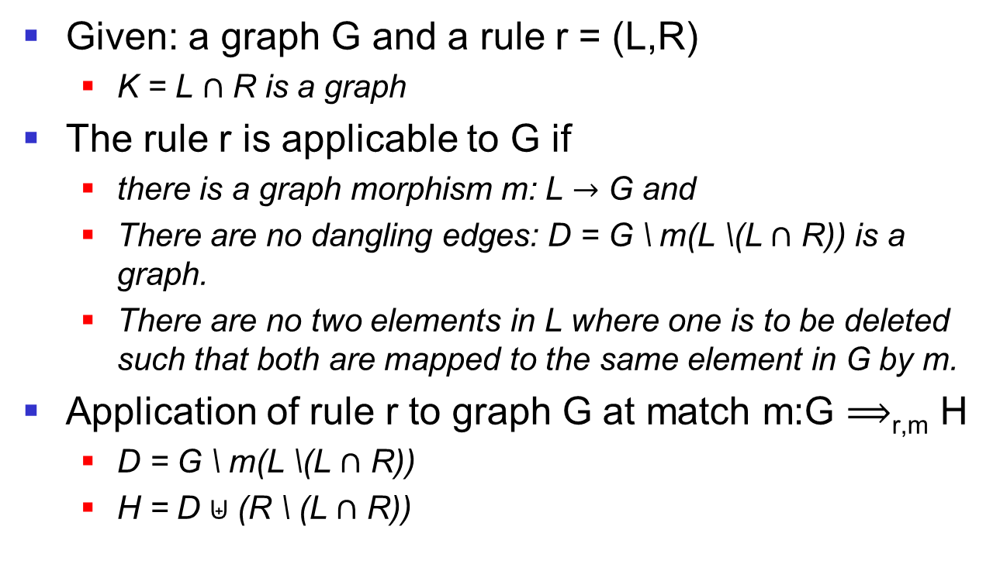 ▪ Given: a graph G and a rule r = (L,R)
▪ K = L ∩ R is a graph
▪ The rule r is applicable to G if
▪ there is a graph morphism m: L → G and
▪ There are no dangling edges: D = G \ m(L \(L ∩ R)) is a
graph.
▪ There are no two elements in L where one is to be deleted
such that both are mapped to the same element in G by m.
▪ Application of rule r to graph G at match m:G ⟹r,m H
▪ D = G \ m(L \(L ∩ R))
▪ H = D ⊎ (R \ (L ∩ R))